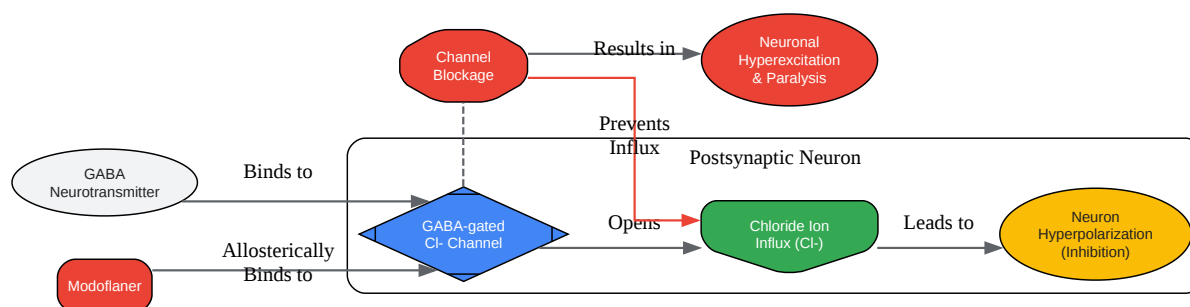 Channel
Blockage
Results in
Neuronal
Hyperexcitation
& Paralysis
Prevents
Influx
Postsynaptic Neuron
GABA
Neurotransmitter
Binds to
GABA-gated
Cl- Channel
Opens
Chloride Ion
Influx (Cl-)
Leads to
Neuron
Hyperpolarization
(Inhibition)
Allosterically
Binds to
Modoflaner